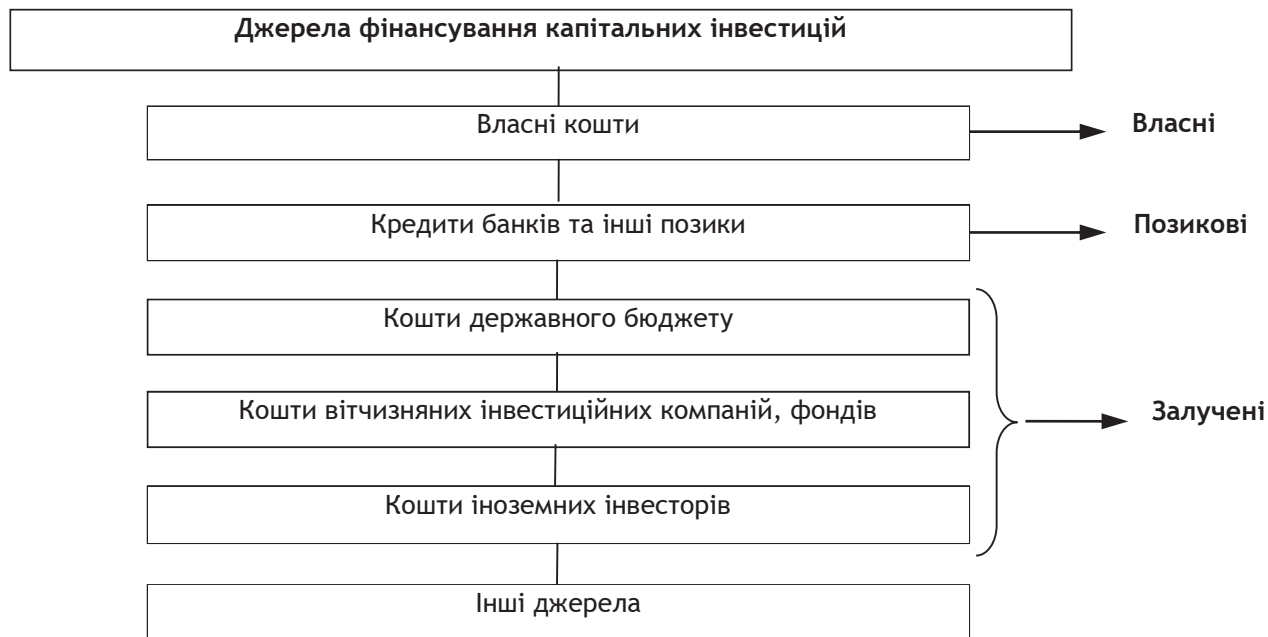 Джерела фінансування капітальних інвестицій
Власні кошти
Власні
Кредити банків та інші позики
Позикові
Кошти державного бюджету
Кошти вітчизняних інвестиційних компаній, фондів
Залучені
Кошти іноземних інвесторів
Інші джерела